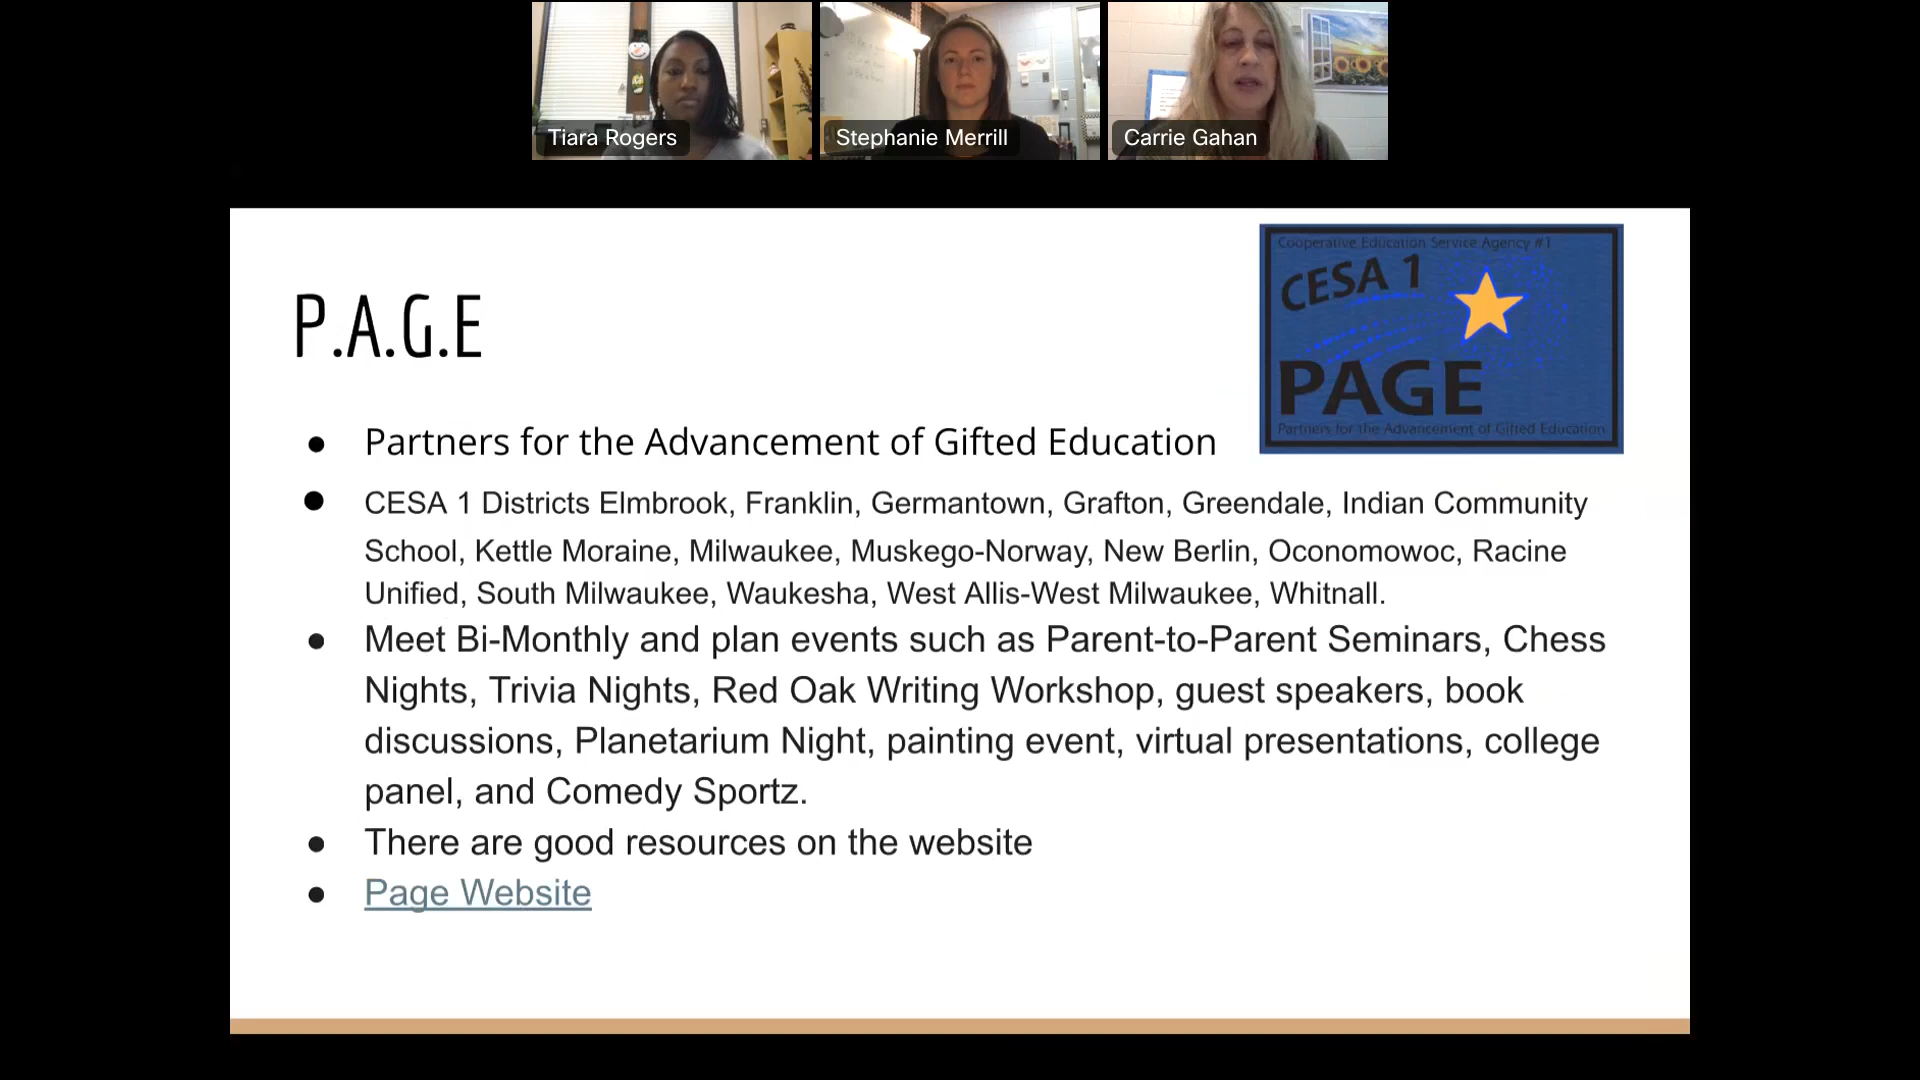 Tiara Rogers
Stephanie Merrill
Carrie Gahan
Cooperative Education Service Agency #1
CESA 1
PAGE
Partners for the Advancement of Gifted Education
P.A.G.E
● Partners for the Advancement of Gifted Education
● CESA 1 Districts Elmbrook, Franklin, Germantown, Grafton, Greendale, Indian Community
School, Kettle Moraine, Milwaukee, Muskego-Norway, New Berlin, Oconomowoc, Racine
Unified, South Milwaukee, Waukesha, West Allis-West Milwaukee, Whitnall.
● Meet Bi-Monthly and plan events such as Parent-to-Parent Seminars, Chess
Nights, Trivia Nights, Red Oak Writing Workshop, guest speakers, book
discussions, Planetarium Night, painting event, virtual presentations, college
panel, and Comedy Sportz.
● There are good resources on the website
● Page Website